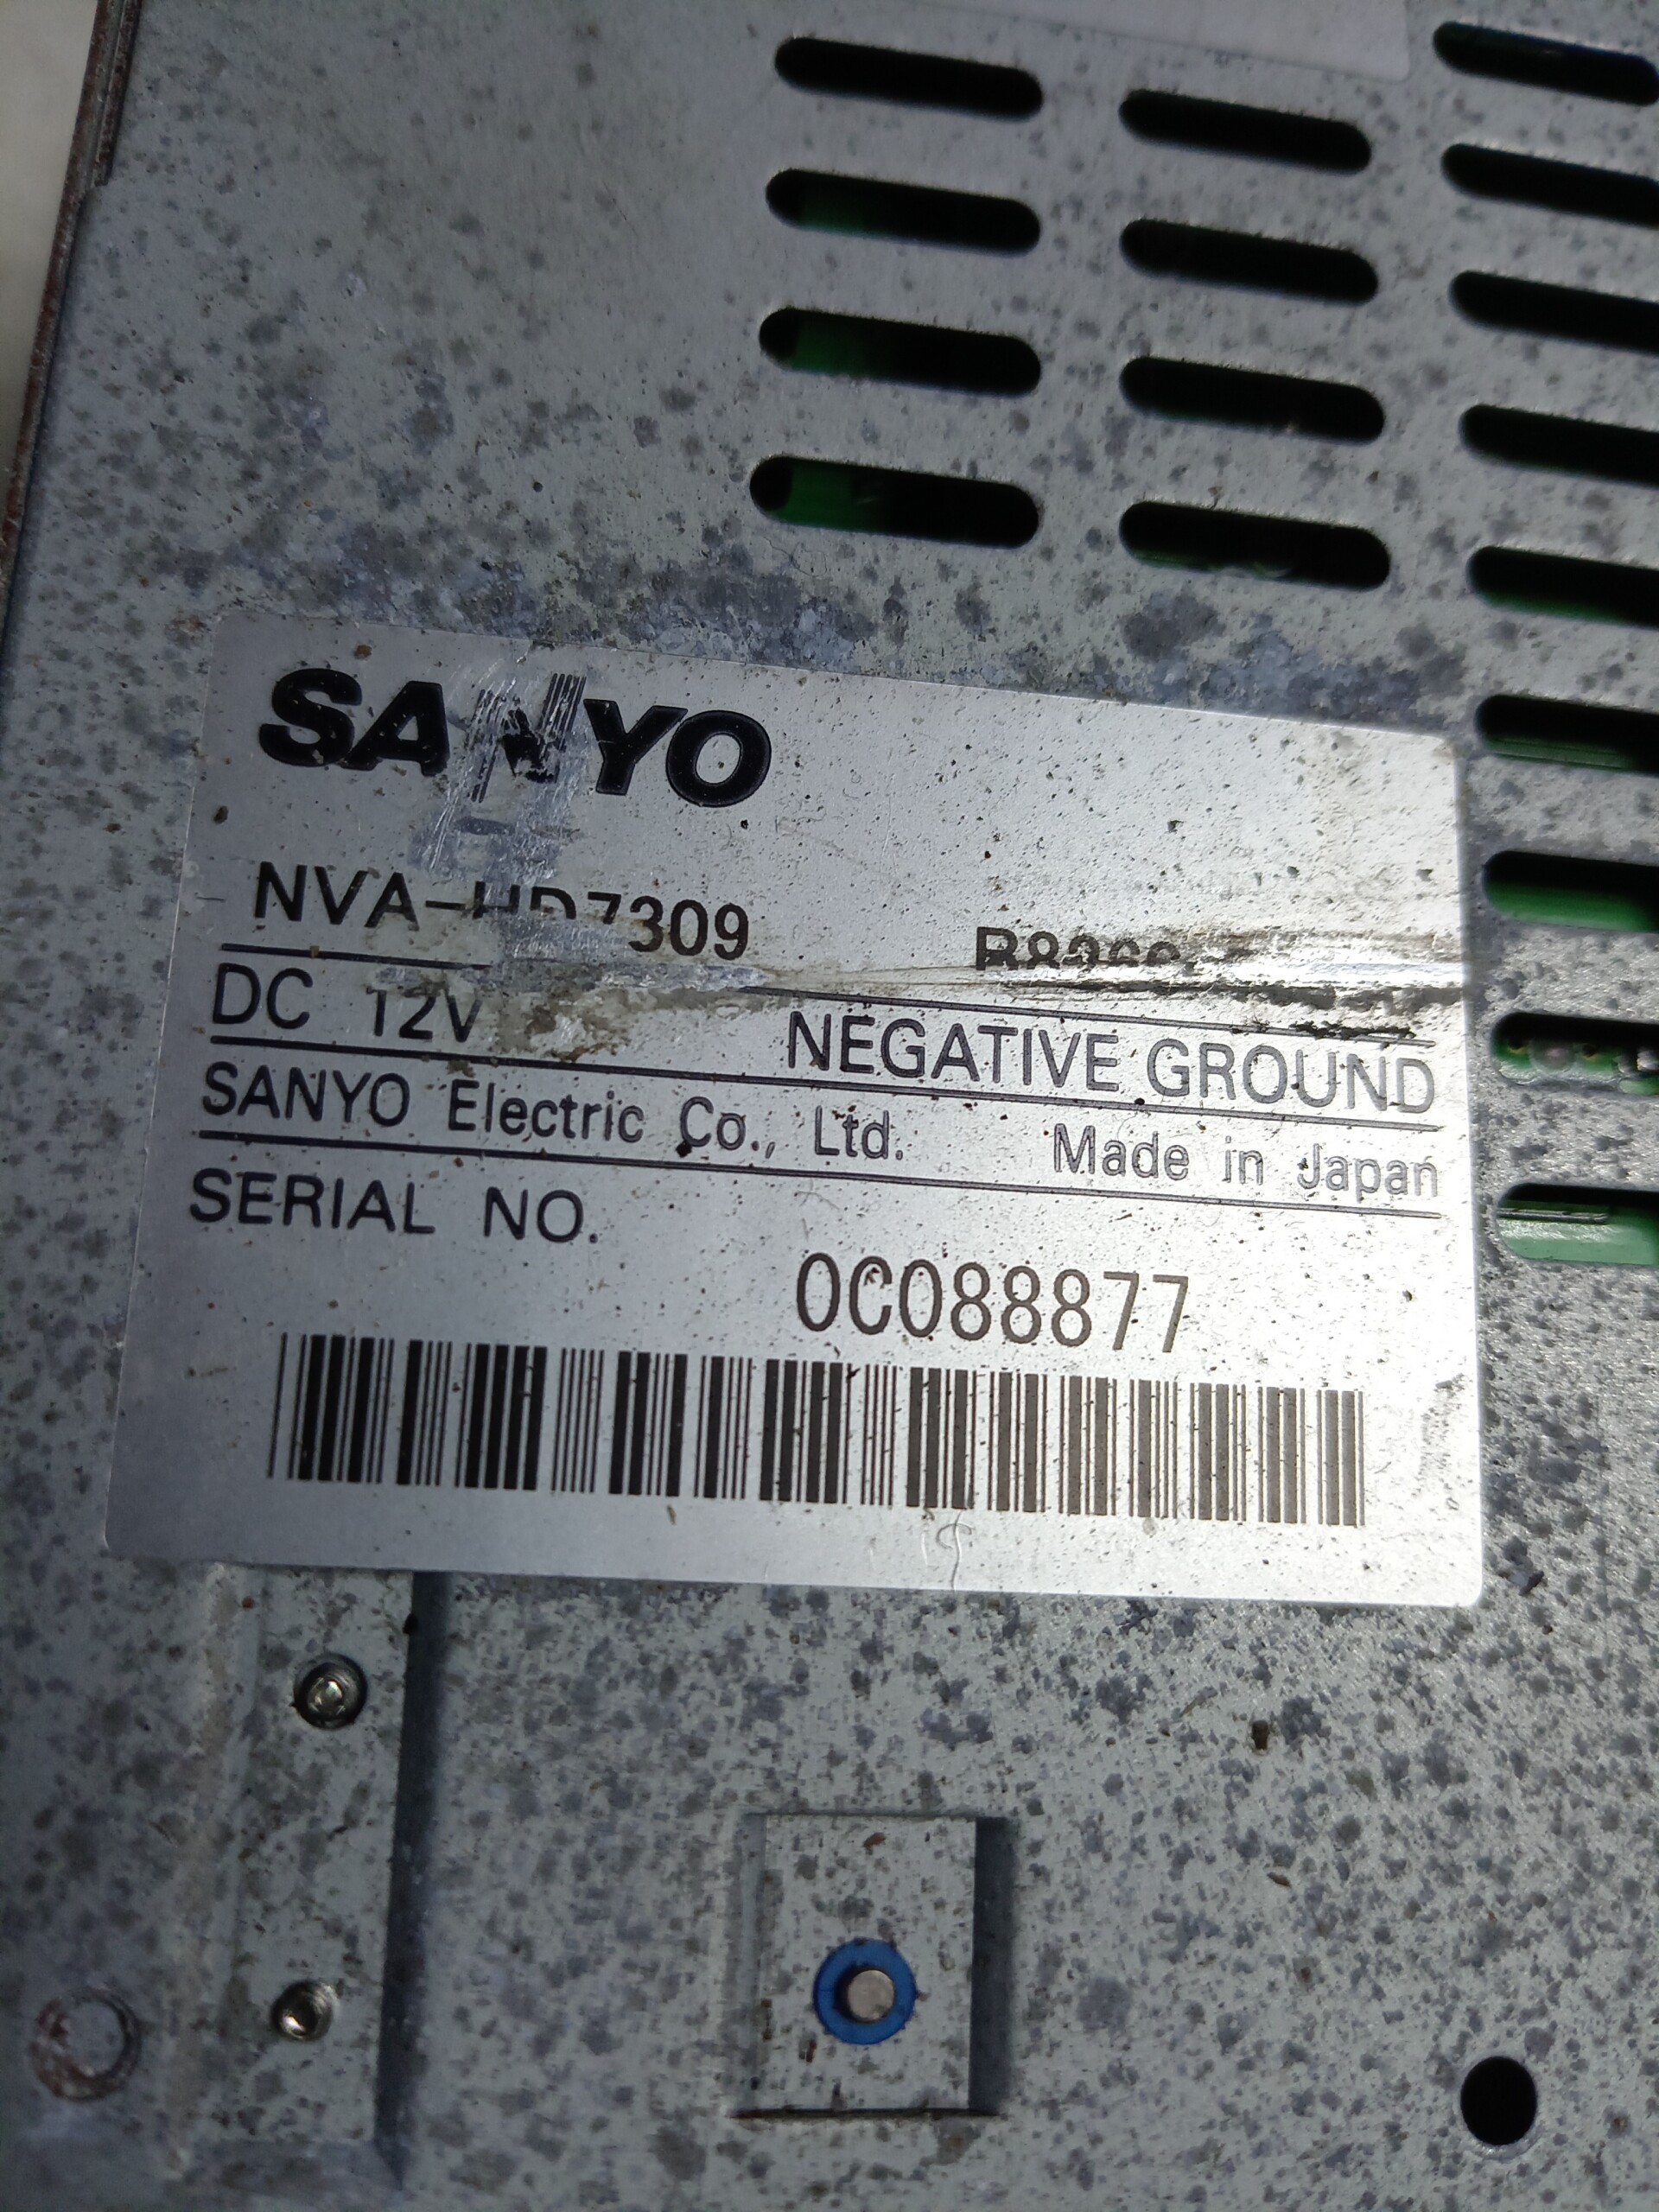 SANYO
NVA-HD7309
DC 12V NEGATIVE GROUND
SANYO Electric Co., Ltd. Made in Japan
SERIAL NO.
0C088877